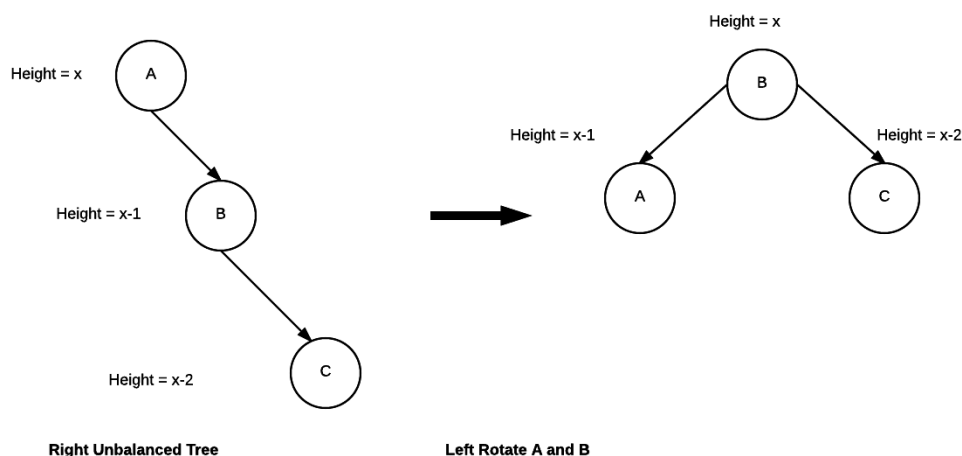 Height = x
A
Height = x-1
B
Height = x-2
C
Right Unbalanced Tree
Height = x
B
Height = x-1
Height = x-2
A
C
Left Rotate A and B